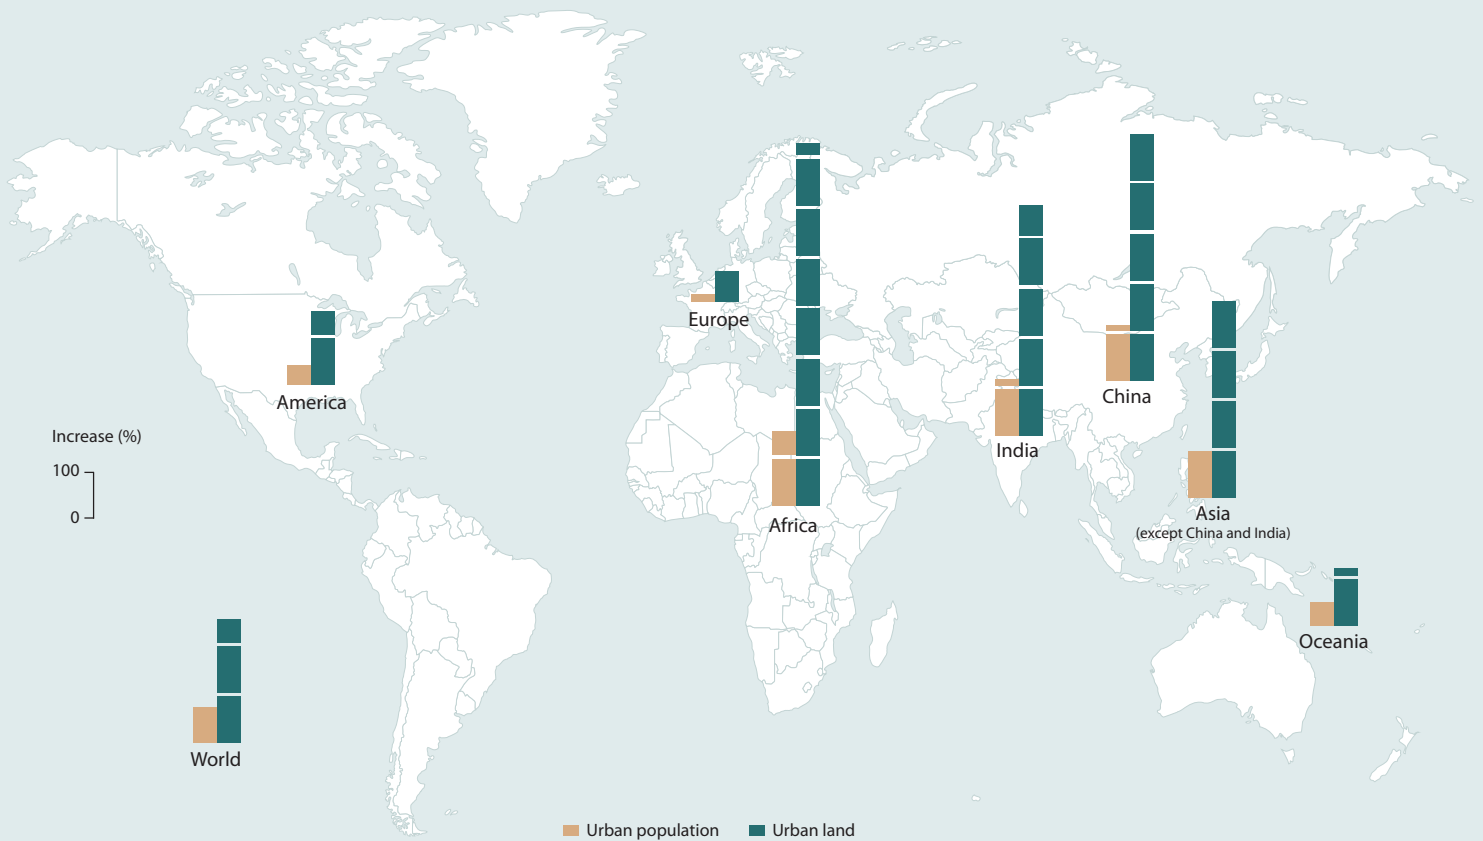 Europe
America
China
Increase (%)
India
100
Asia
0
Africa
(except China and India)
Oceania
World
Urban population
Urban land